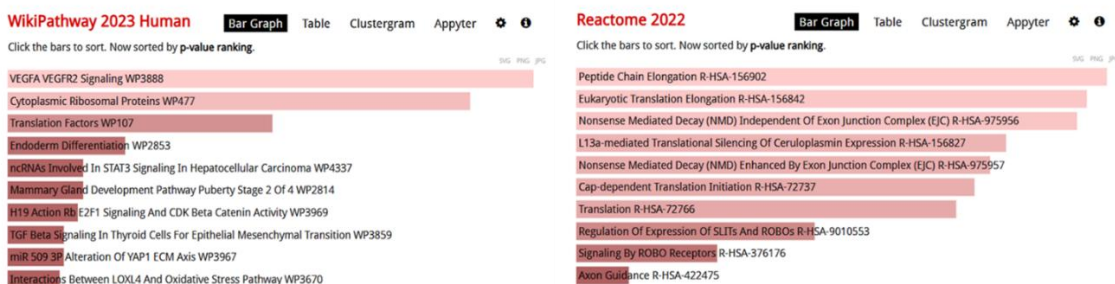 WikiPathway 2023 Human
Bar Graph Table Clustergram Appyter
Click the bars to sort. Now sorted by p-value ranking.
SVG PNG JPG
VEGFA VEGFR2 Signaling WP3888
Cytoplasmic Ribosomal Proteins WP477
Translation Factors WP107
Endoderm Differentiation WP2853
ncRNAs Involved In STAT3 Signaling In Hepatocellular Carcinoma WP4337
Mammary Gland Development Pathway Puberty Stage 2 Of 4 WP2814
H19 Action Rb E2F1 Signaling And CDK Beta Catenin Activity WP3969
TGF Beta Signaling In Thyroid Cells For Epithelial Mesenchymal Transition WP3859
miR 509 3P Alteration Of YAP1 ECM Axis WP3967
Interactions Between LOXL4 And Oxidative Stress Pathway WP3670
Reactome 2022
Bar Graph Table Clustergram Appyter
Click the bars to sort. Now sorted by p-value ranking.
SVG PNG JP
Peptide Chain Elongation R-HSA-156902
Eukaryotic Translation Elongation R-HSA-156842
Nonsense Mediated Decay (NMD) Independent Of Exon Junction Complex (EJC) R-HSA-975956
L13a-mediated Translational Silencing Of Ceruloplasmin Expression R-HSA-156827
Nonsense Mediated Decay (NMD) Enhanced By Exon Junction Complex (EJC) R-HSA-975957
Cap-dependent Translation Initiation R-HSA-72737
Translation R-HSA-72766
Regulation Of Expression Of SLITs And ROBOs R-HSA-9010553
Signaling By ROBO Receptors R-HSA-376176
Axon Guidance R-HSA-422475